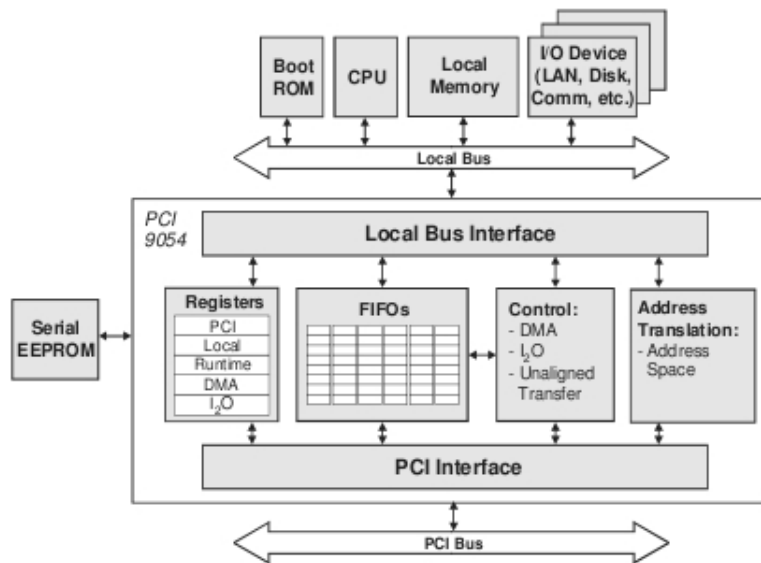 Boot
ROM
CPU
Local
Memory
I/O Device
(LAN, Disk,
Comm, etc.)
Local Bus
PCI
9054
Local Bus Interface
Serial
EEPROM
Registers
PCI
Local
Runtime
DMA
I₂O
FIFOs
Control:
- DMA
- I₂O
- Unaligned
Transfer
Address
Translation:
- Address
Space
PCI Interface
PCI Bus